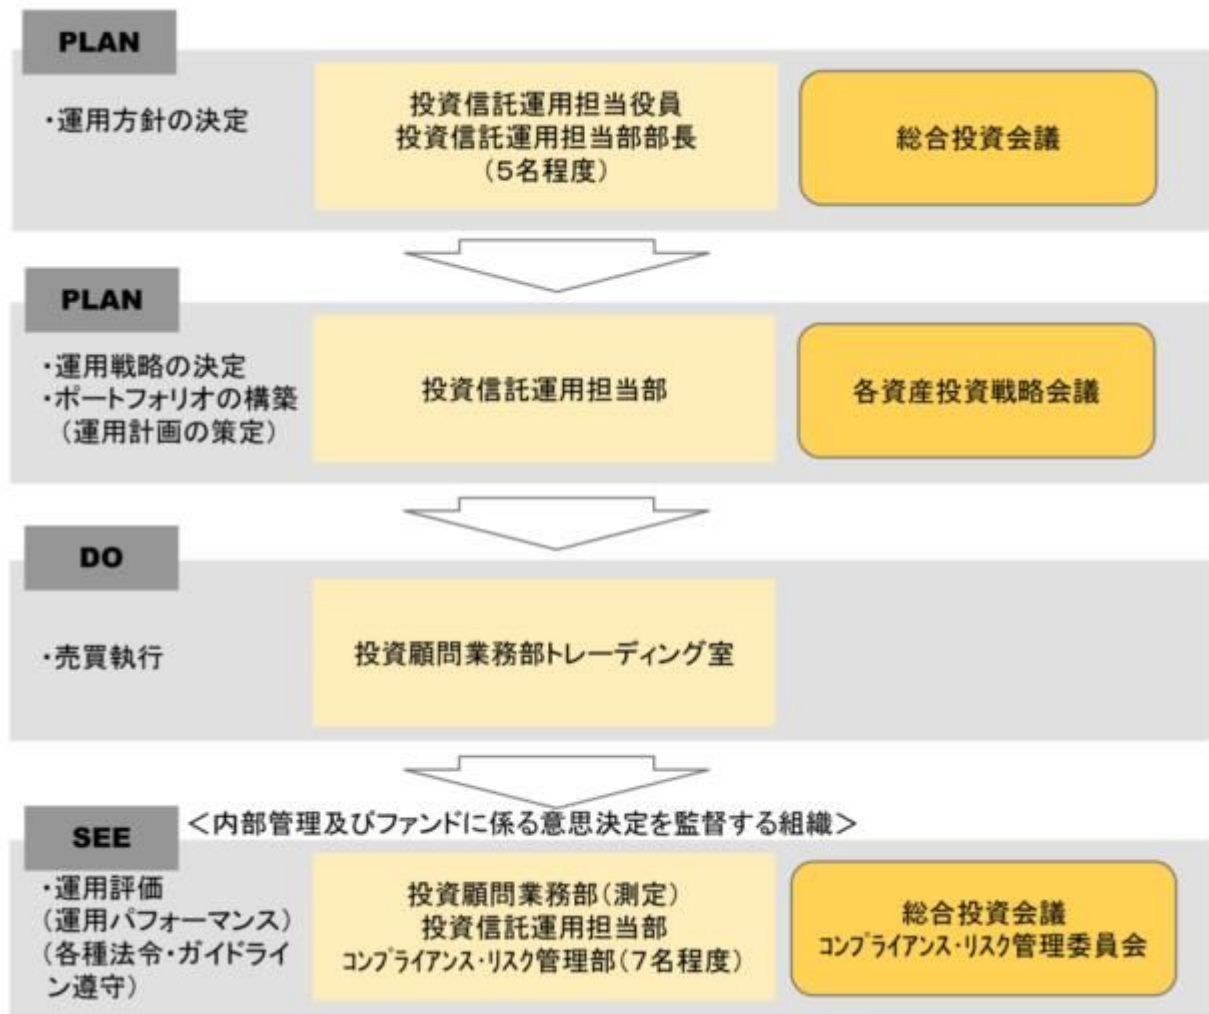 PLAN
・運用方針の決定
投資信託運用担当役員
投資信託運用担当部部長
(5名程度)
総合投資会議
PLAN
・運用戦略の決定
・ポートフォリオの構築
(運用計画の策定)
投資信託運用担当部
各資産投資戦略会議
DO
・売買執行
投資顧問業務部トレーディング室
SEE
＜内部管理及びファンドに係る意思決定を監督する組織＞
・運用評価
(運用パフォーマンス)
(各種法令・ガイドライ
ン遵守)
投資顧問業務部(測定)
投資信託運用担当部
コンプライアンス・リスク管理部(7名程度)
総合投資会議
コンプライアンス・リスク管理委員会